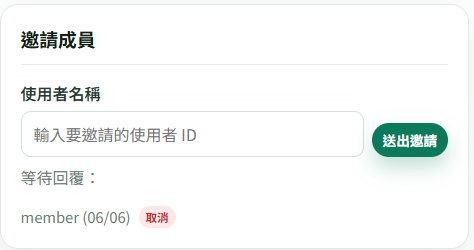 邀請成員
使用者名稱
輸入要邀請的使用者 ID
送出邀請
等待回覆：
member (06/06) 取消